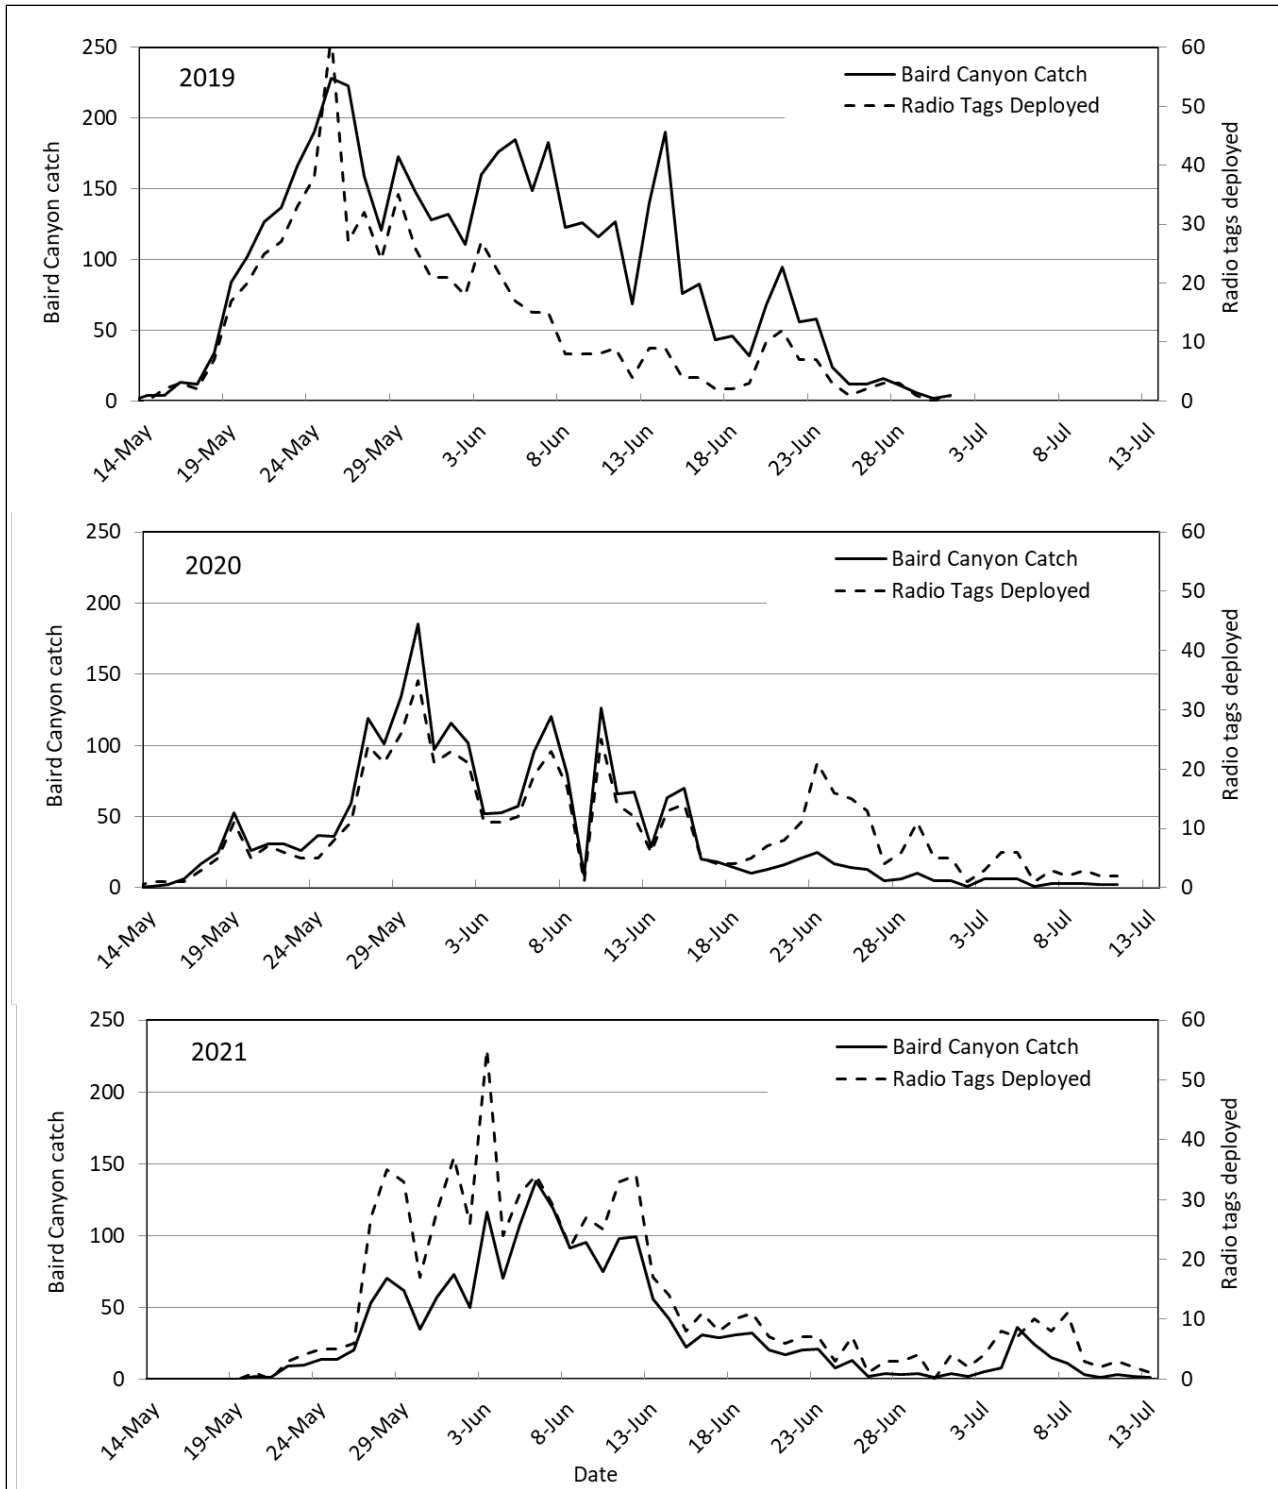 2019
Baird Canyon Catch
Radio Tags Deployed
250
200
150
100
50
0
60
50
40
30
20
10
0
Baird Canyon catch
Radio tags deployed
14-May
19-May
24-May
29-May
3-Jun
8-Jun
13-Jun
18-Jun
23-Jun
28-Jun
3-Jul
8-Jul
13-Jul
2020
Baird Canyon Catch
Radio Tags Deployed
250
200
150
100
50
0
60
50
40
30
20
10
0
Baird Canyon catch
Radio tags deployed
14-May
19-May
24-May
29-May
3-Jun
8-Jun
13-Jun
18-Jun
23-Jun
28-Jun
3-Jul
8-Jul
13-Jul
2021
Baird Canyon Catch
Radio Tags Deployed
250
200
150
100
50
0
60
50
40
30
20
10
0
Baird Canyon catch
Radio tags deployed
14-May
19-May
24-May
29-May
3-Jun
8-Jun
13-Jun
18-Jun
23-Jun
28-Jun
3-Jul
8-Jul
13-Jul
Date